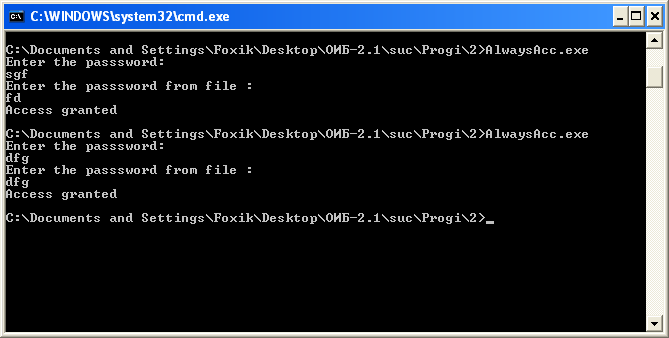 C:\WINDOWS\system32\cmd.exe
C:\Documents and Settings\Foxik\Desktop\ОИБ-2.1\suc\Progi\2>AlwaysAcc.exe
Enter the passsword:
sgf
Enter the passsword from file :
fd
Access granted
C:\Documents and Settings\Foxik\Desktop\ОИБ-2.1\suc\Progi\2>AlwaysAcc.exe
Enter the passsword:
dfg
Enter the passsword from file :
dfg
Access granted
C:\Documents and Settings\Foxik\Desktop\ОИБ-2.1\suc\Progi\2>_